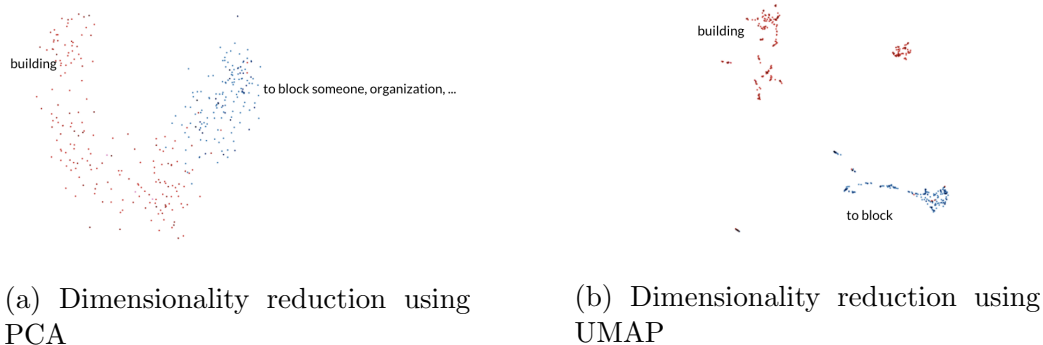 building
to block someone, organization, ...
(a) Dimensionality reduction using
PCA
building
to block
(b) Dimensionality reduction using
UMAP